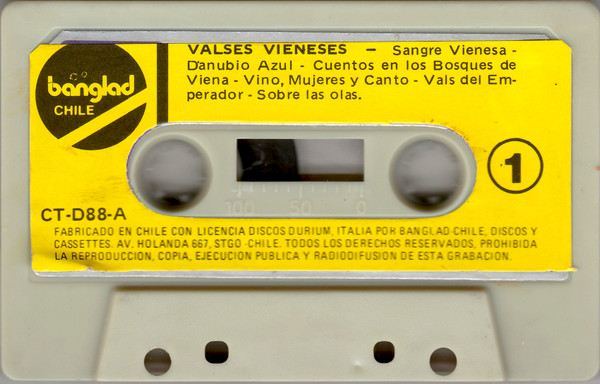 VALSES VIENESES — Sangre Vienesa -
Danubio Azul - Cuentos en los Bosques de
Viena - Vino, Mujeres y Canto - Vals del Em-
perador - Sobre las olas.
banglad
CHILE
1
100 50 0
CT-D88-A
FABRICADO EN CHILE CON LICENCIA DISCOS DURIUM, ITALIA POR BANGLAD-CHILE, DISCOS Y
CASSETTES. AV. HOLANDA 667, STGO -CHILE. TODOS LOS DERECHOS RESERVADOS, PROHIBIDA
LA REPRODUCCION, COPIA, EJECUCION PUBLICA Y RADIODIFUSION DE ESTA GRABACION.